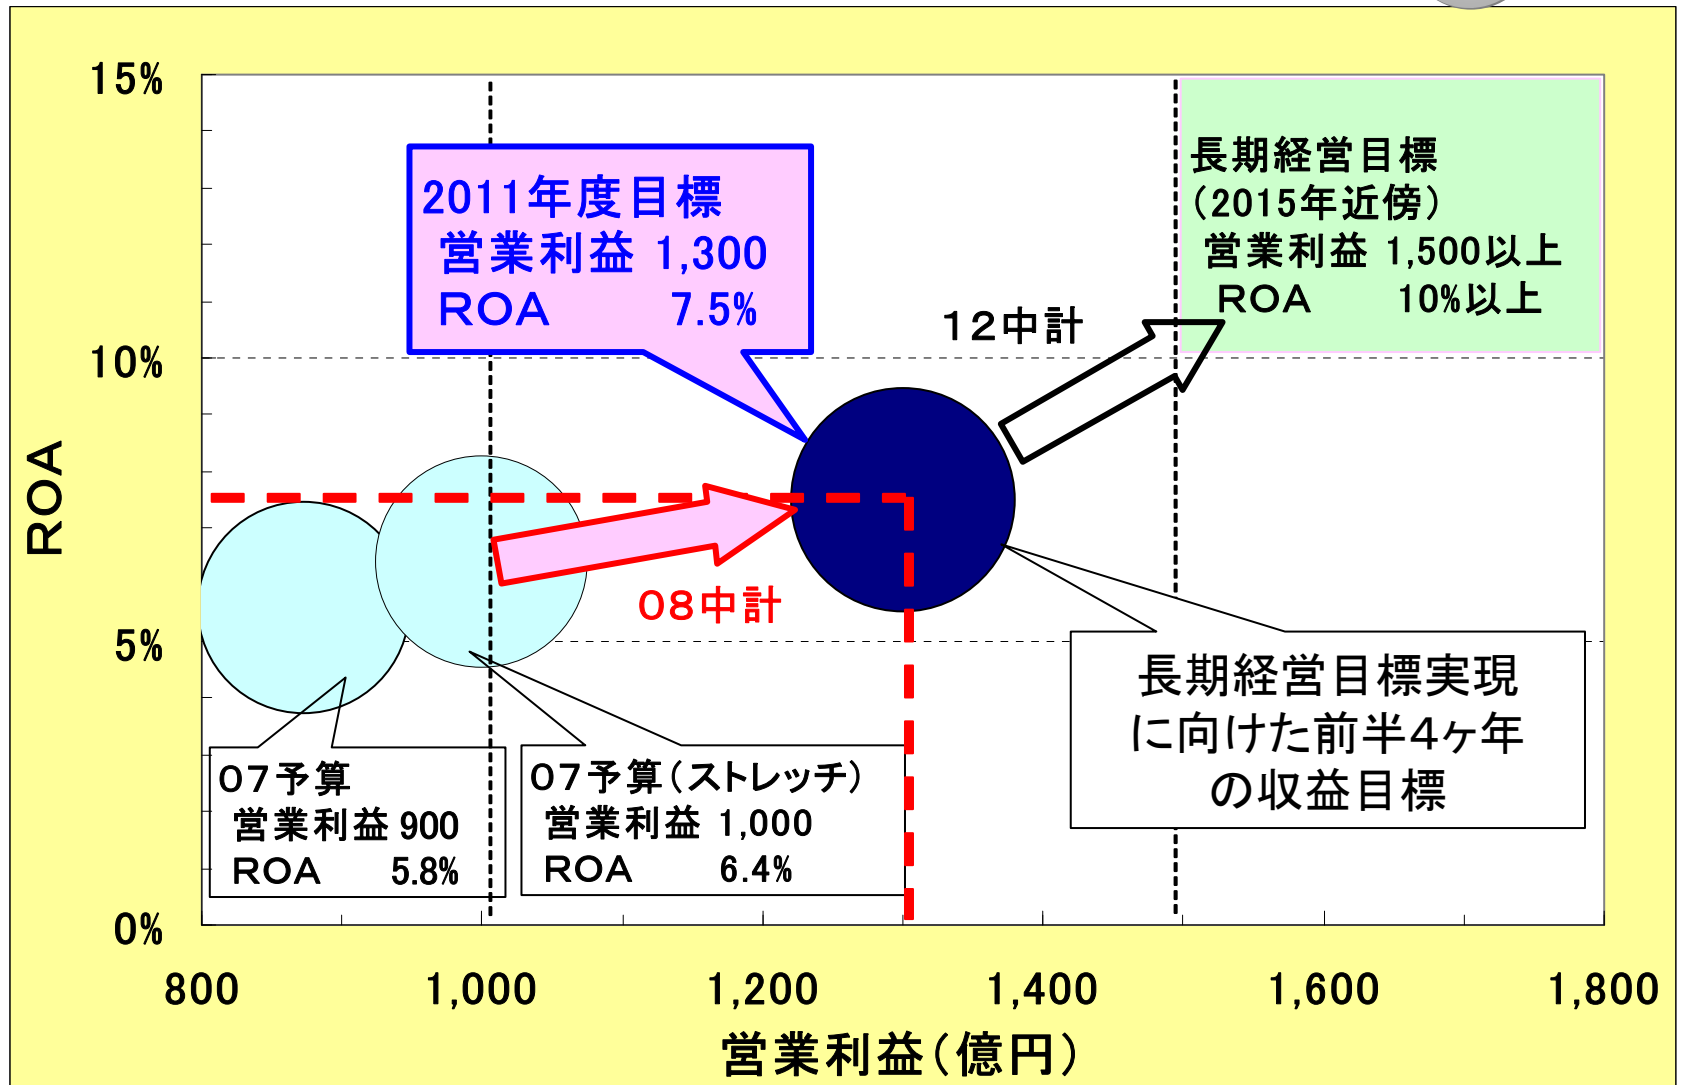 15%
10%
5%
0%
ROA
800
1,000
1,200
1,400
1,600
1,800
営業利益(億円)
2011年度目標
営業利益 1,300
ROA 7.5%
長期経営目標
(2015年近傍)
営業利益 1,500以上
ROA 10%以上
12中計
08中計
07予算
営業利益 900
ROA 5.8%
07予算(ストレッチ)
営業利益 1,000
ROA 6.4%
長期経営目標実現
に向けた前半4ヶ年
の収益目標